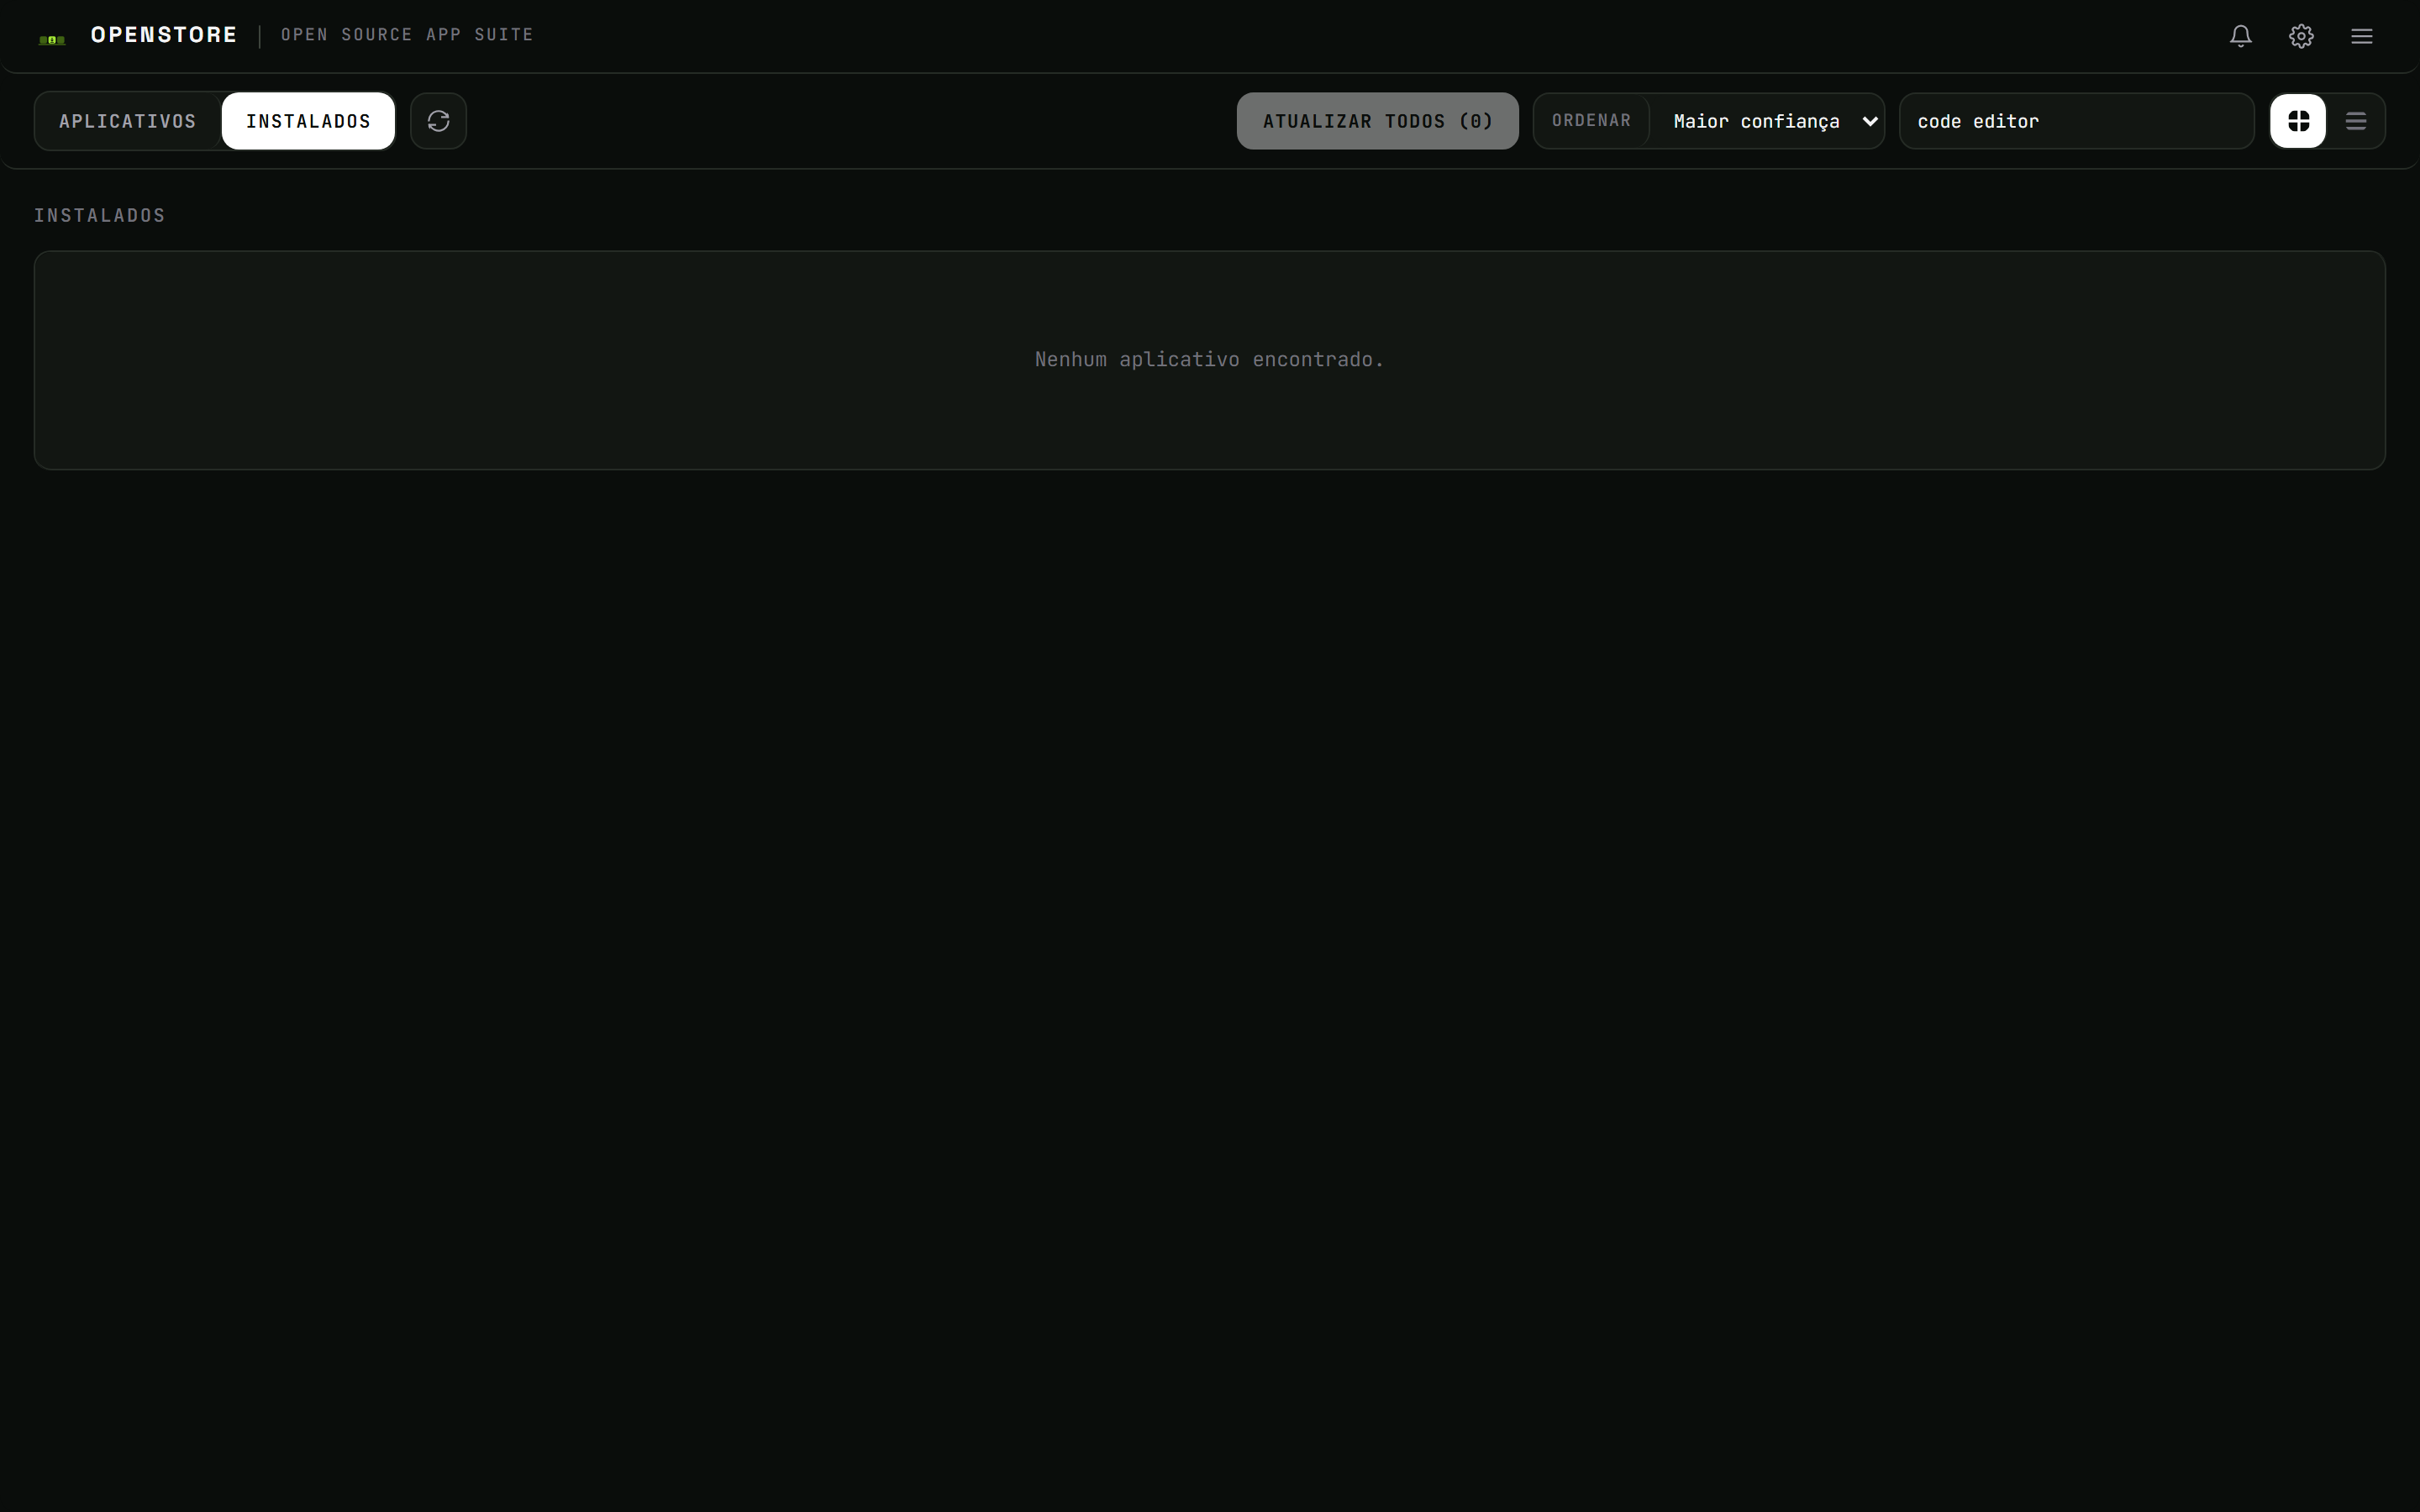 OPENSTORE
OPEN SOURCE APP SUITE
APLICATIVOS
INSTALADOS
ATUALIZAR TODOS (0)
ORDENAR
Maior confiança
code editor
INSTALADOS
Nenhum aplicativo encontrado.